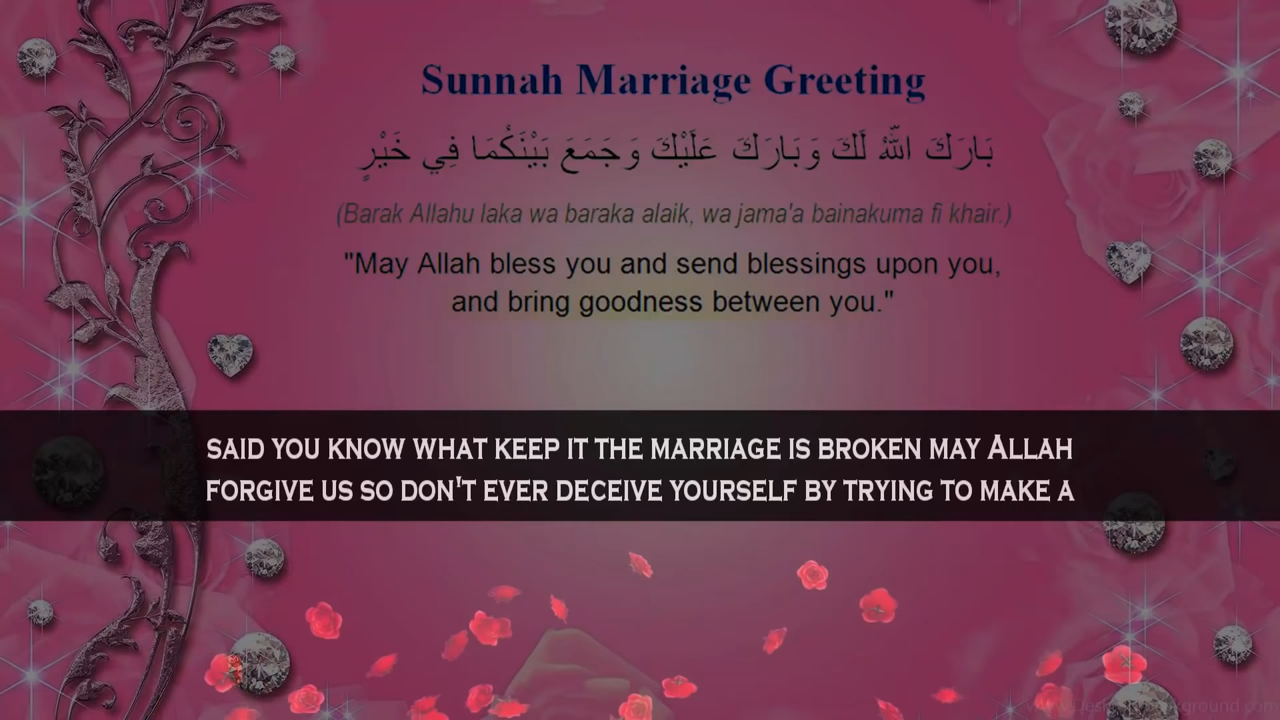 Sunnah Marriage Greeting
بَارَكَ اللّٰهُ لَكَ وَبَارَكَ عَلَيْكَ وَجَمَعَ بَيْنَكُمَا فِي خَيْرٍ
(Barak Allahu laka wa baraka alaik, wa jama'a bainakuma fi khair.)
"May Allah bless you and send blessings upon you,
and bring goodness between you."
SAID YOU KNOW WHAT KEEP IT THE MARRIAGE IS BROKEN MAY ALLAH
FORGIVE US SO DON'T EVER DECEIVE YOURSELF BY TRYING TO MAKE A